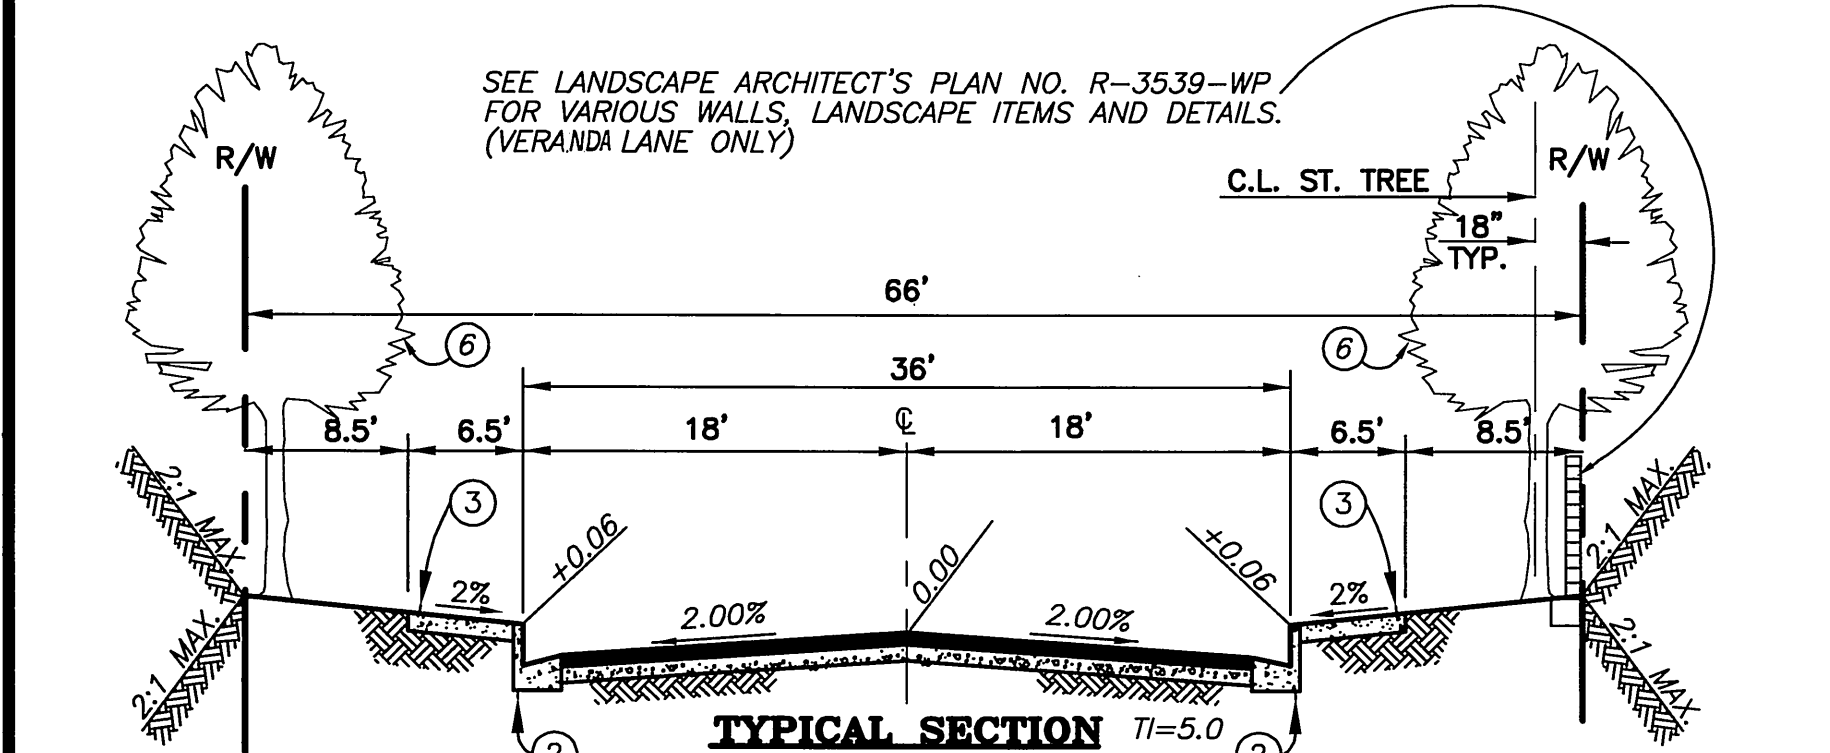 SEE LANDSCAPE ARCHITECT'S PLAN NO. R-3539-WP
FOR VARIOUS WALLS, LANDSCAPE ITEMS AND DETAILS.
(VERANDA LANE ONLY)
R/W
R/W
C.L. ST. TREE
18"
TYP.
66'
6
6
36'
8.5'
6.5'
18'
℄
18'
6.5'
8.5'
2:1 MAX.
3
3
2:1 MAX.
+0.06
0.00
+0.06
2%
2.00%
2.00%
2%
2:1 MAX.
2:1 MAX.
TYPICAL SECTION
TI=5.0